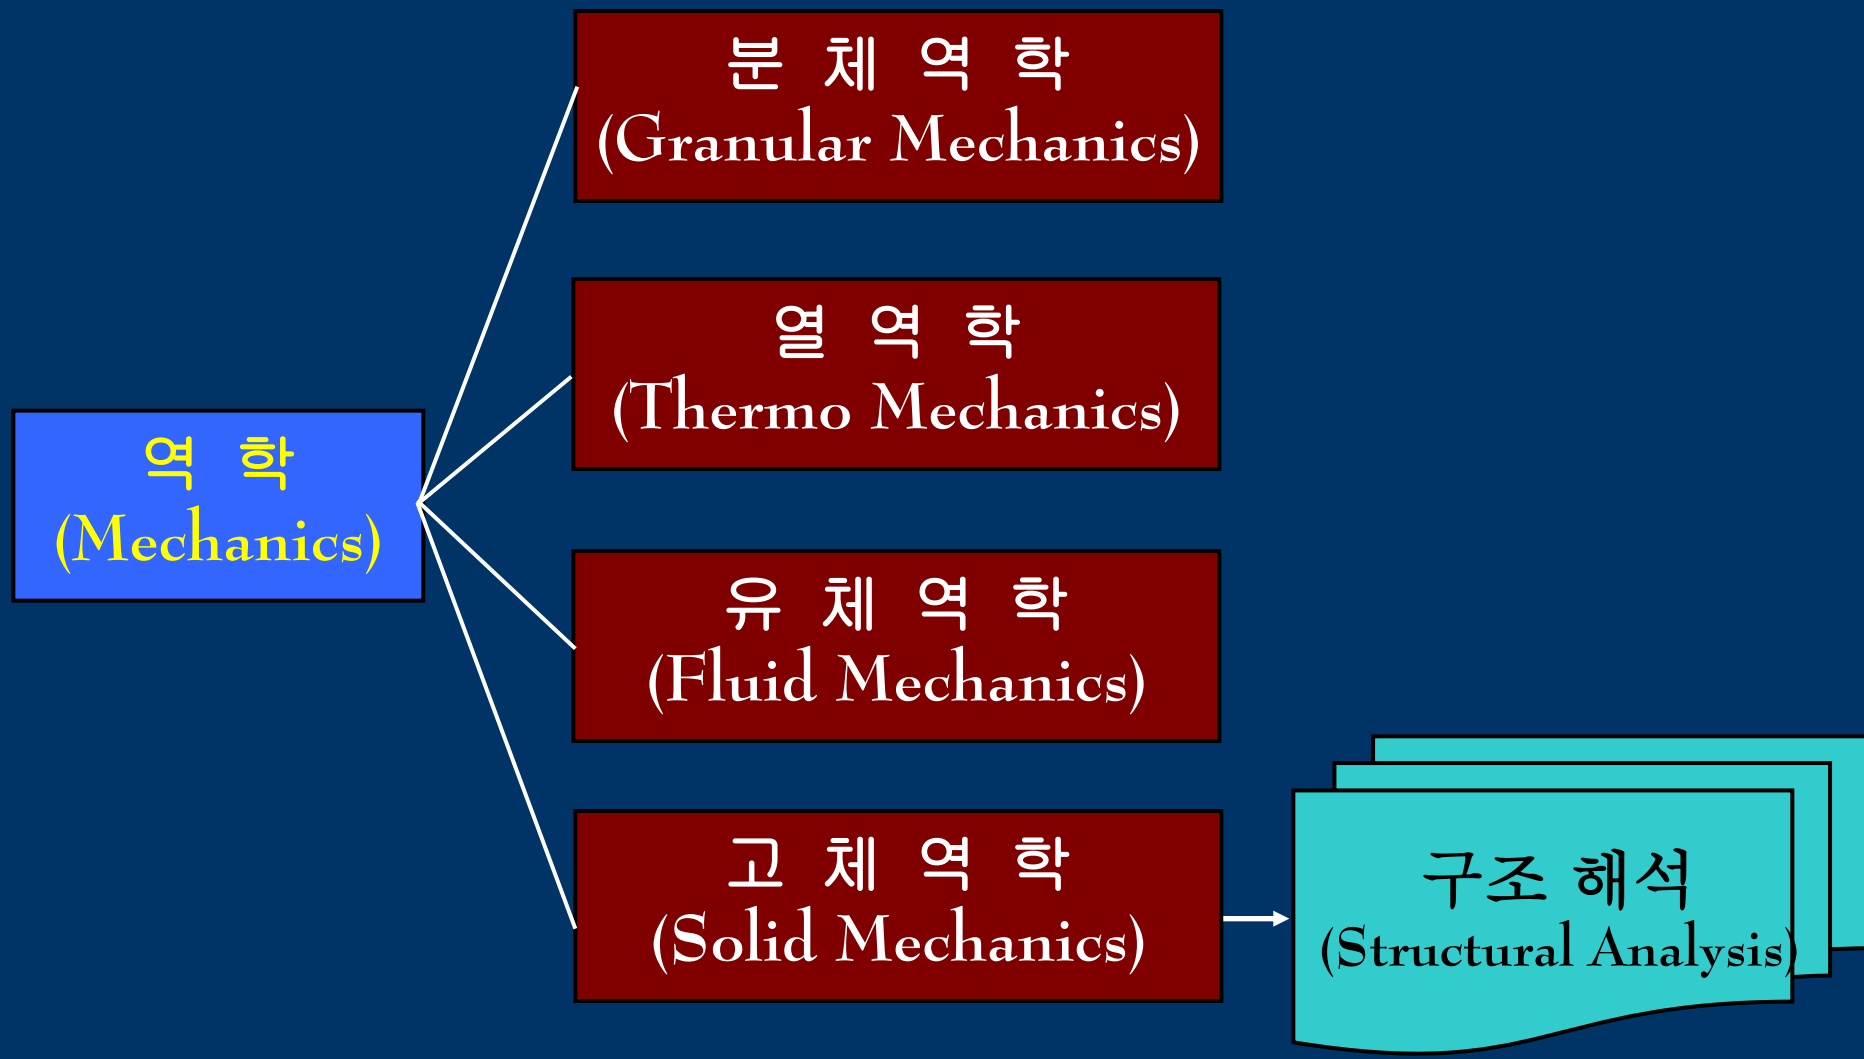 분 체 역 학
(Granular Mechanics)
열 역 학
(Thermo Mechanics)
역 학
(Mechanics)
유 체 역 학
(Fluid Mechanics)
고 체 역 학
(Solid Mechanics)
구조 해석
(Structural Analysis)